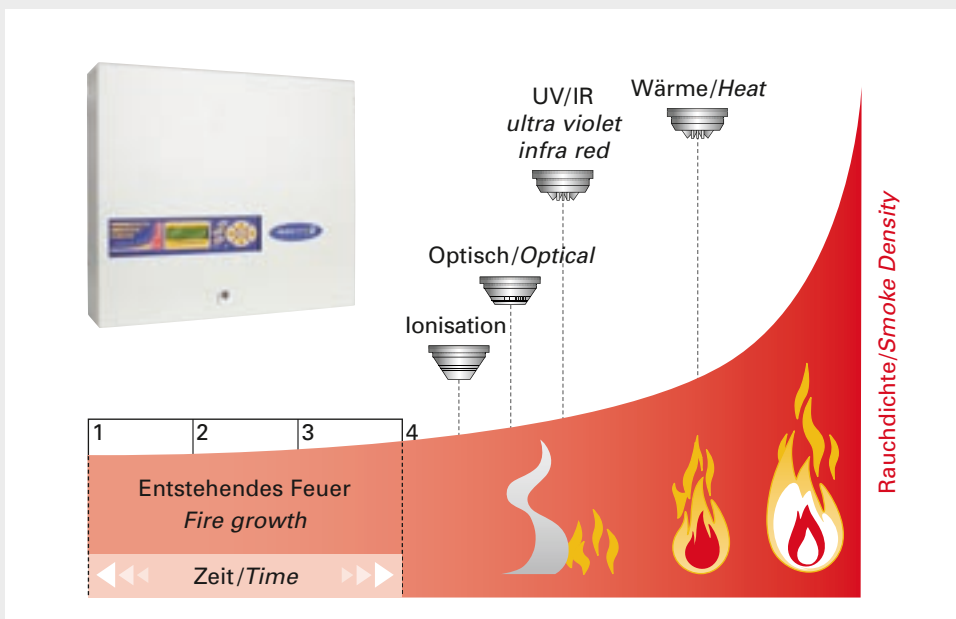 UV/IR
ultra violet
infra red
Wärme/Heat
Optisch/Optical
Ionisation
1
2
3
4
Entstehendes Feuer
Fire growth
Zeit/Time
Rauchdichte/Smoke Density